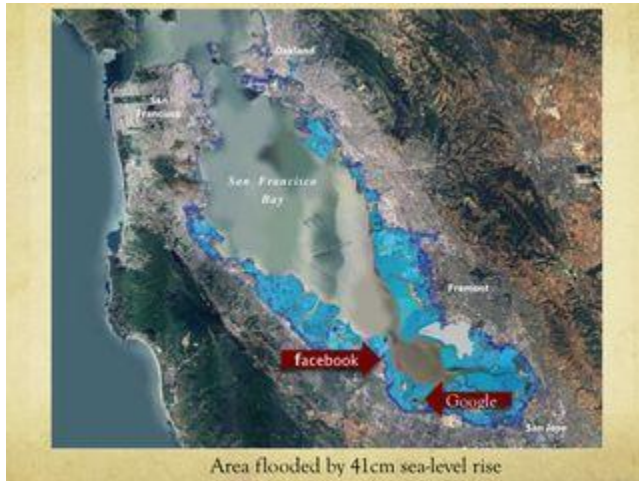 Oakland
San
Francisco
San Francisco
Bay
Fremont
facebook
Google
San Jose
Area flooded by 41cm sea-level rise